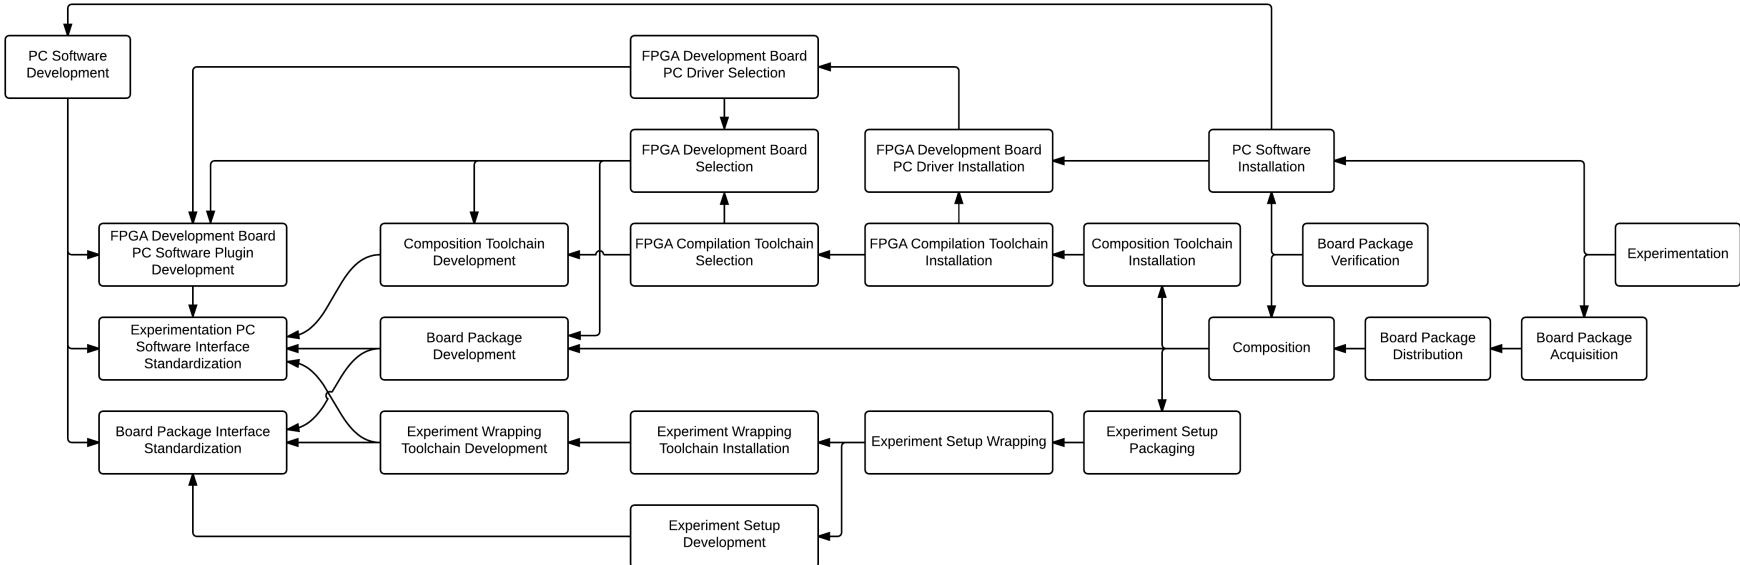 PC Software
Development
FPGA Development Board
PC Driver Selection
FPGA Development Board
Selection
FPGA Development Board
PC Driver Installation
PC Software
Installation
FPGA Development Board
PC Software Plugin
Development
Composition Toolchain
Development
FPGA Compilation Toolchain
Selection
FPGA Compilation Toolchain
Installation
Composition Toolchain
Installation
Board Package
Verification
Experimentation
Experimentation PC
Software Interface
Standardization
Board Package
Development
Composition
Board Package
Distribution
Board Package
Acquisition
Board Package Interface
Standardization
Experiment Wrapping
Toolchain Development
Experiment Wrapping
Toolchain Installation
Experiment Setup Wrapping
Experiment Setup
Packaging
Experiment Setup
Development